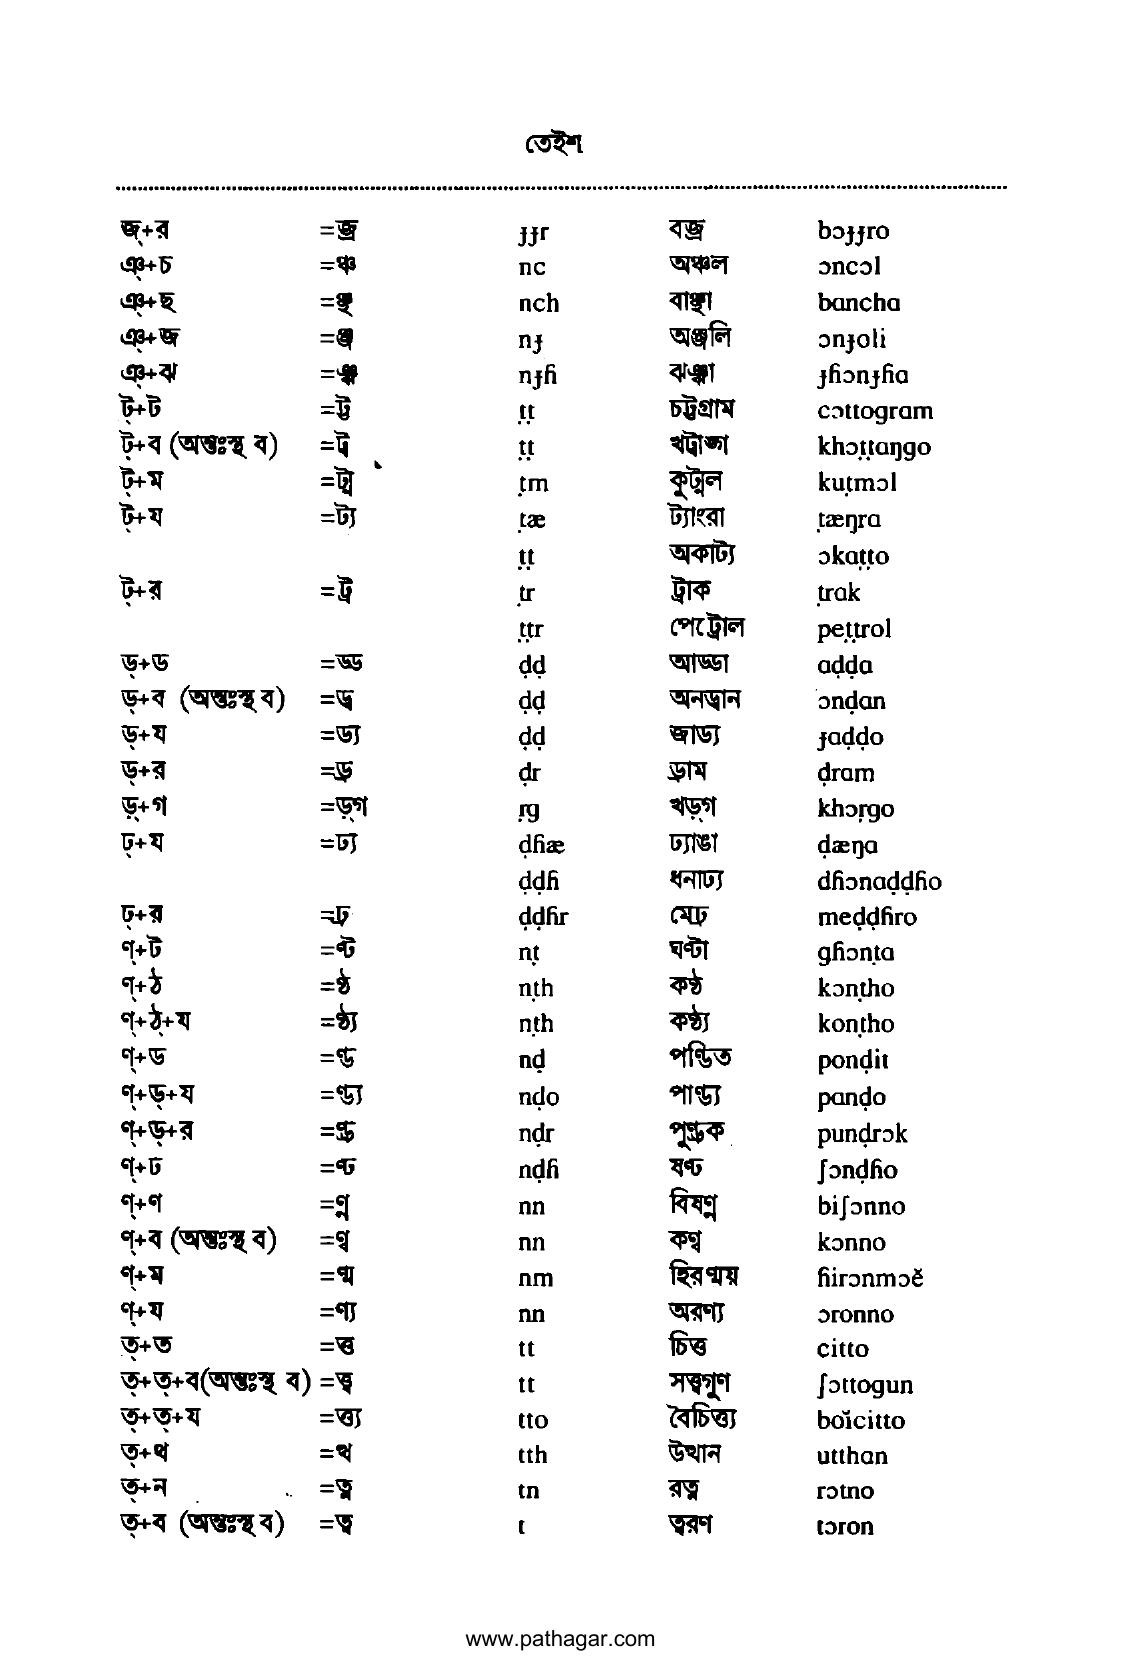 তেইশ
জ্+র =জ্র ɟɟr বজ্র bɔɟɟro
ঞ্+চ =ঞ্চ nc অঞ্চল ɔncɔl
ঞ্+ছ =ঞ্ছ nch বাঞ্ছা bancha
ঞ্+জ =ঞ্জ nɟ অঞ্জলি ɔnɟoli
ঞ্+ঝ =ঞ্ঝ nɟɦ ঝঞ্ঝা ɟɦɔnɟɦa
ট্+ট =ট্ট ṭṭ চট্টগ্রাম cɔttogram
ট্+ব (অন্তঃস্থ ব) =ট্ব ṭṭ খট্বাঙ্গ khɔṭṭaŋgo
ট্+ম =ট্ম ṭm কুট্মল kuṭmɔl
ট্+য =ট্য ṭæ ট্যাংরা ṭæŋra
ṭṭ অকাট্য ɔkaṭṭo
ট্+র =ট্র ṭr ট্রাক ṭrak
ṭṭr পেট্রোল peṭṭrol
ড্+ড =ড্ড ḍḍ আড্ডা aḍḍa
ড্+ব (অন্তঃস্থ ব) =ড্ব ḍḍ অনড্বান ɔnḍan
ড্+য =ড্য ḍḍ জাড্য ɟaḍḍo
ড্+র =ড্র ḍr ড্রাম ḍram
ড়্+গ =ড়্গ ṛg খড়্গ khɔṛgo
ঢ্+য =ঢ্য ḍɦæ ঢ্যাঙা ḍæŋa
ḍḍɦ ধনাঢ্য dɦɔnaḍḍɦo
ঢ্+র =ঢ্র ḍḍɦr মেঢ্র meḍḍɦro
ণ্+ট =ণ্ট nṭ ঘণ্টা gɦɔnṭa
ণ্+ঠ =ণ্ঠ nṭh কণ্ঠ kɔnṭho
ণ্+ঠ্+য =ণ্ঠ্য nṭh কণ্ঠ্য konṭho
ণ্+ড =ণ্ড nḍ পণ্ডিত ponḍit
ণ্+ড্+য =ণ্ড্য nḍo পাণ্ড্য panḍo
ণ্+ড্+র =ণ্ড্র nḍr পুণ্ড্রক punḍrɔk
ণ্+ঢ =ণ্ঢ nḍɦ ষণ্ঢ ʃɔnḍɦo
ণ্+ণ =ণ্ণ nn বিষণ্ণ biʃɔnno
ণ্+ব (অন্তঃস্থ ব) =ণ্ব nn কণ্ব kɔnno
ণ্+ম =ণ্ম nm হিরণ্ময় ɦirɔnmɔĕ
ণ্+য =ণ্য nn অরণ্য ɔronno
ত্+ত =ত্ত tt চিত্ত citto
ত্+ত্+ব(অন্তঃস্থ ব) =ত্ত্ব tt সত্ত্বগুণ ʃɔttogun
ত্+ত্+য =ত্ত্য tto বৈচিত্ত্য boĭcitto
ত্+থ =ত্থ tth উত্থান utthan
ত্+ন =ত্ন tn রত্ন rɔtno
ত্+ব (অন্তঃস্থ ব) =ত্ব t ত্বরণ tɔron
www.pathagar.com